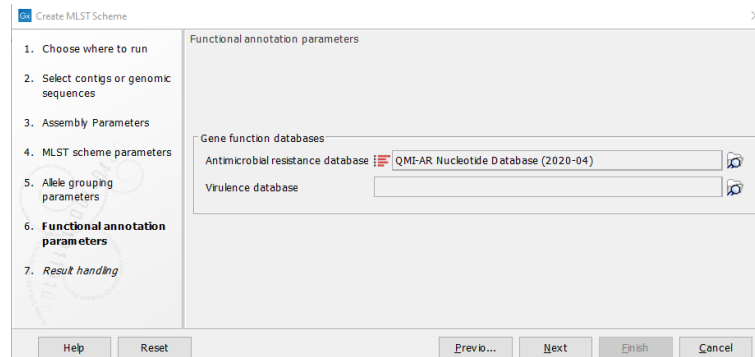 Gx Create MLST Scheme
1. Choose where to run
2. Select contigs or genomic
sequences
3. Assembly Parameters
4. MLST scheme parameters
5. Allele grouping
parameters
6. Functional annotation
parameters
7. Result handling
Functional annotation parameters
Gene function databases
Antimicrobial resistance database QMI-AR Nucleotide Database (2020-04)
Virulence database
Help Reset Previo... Next Finish Cancel